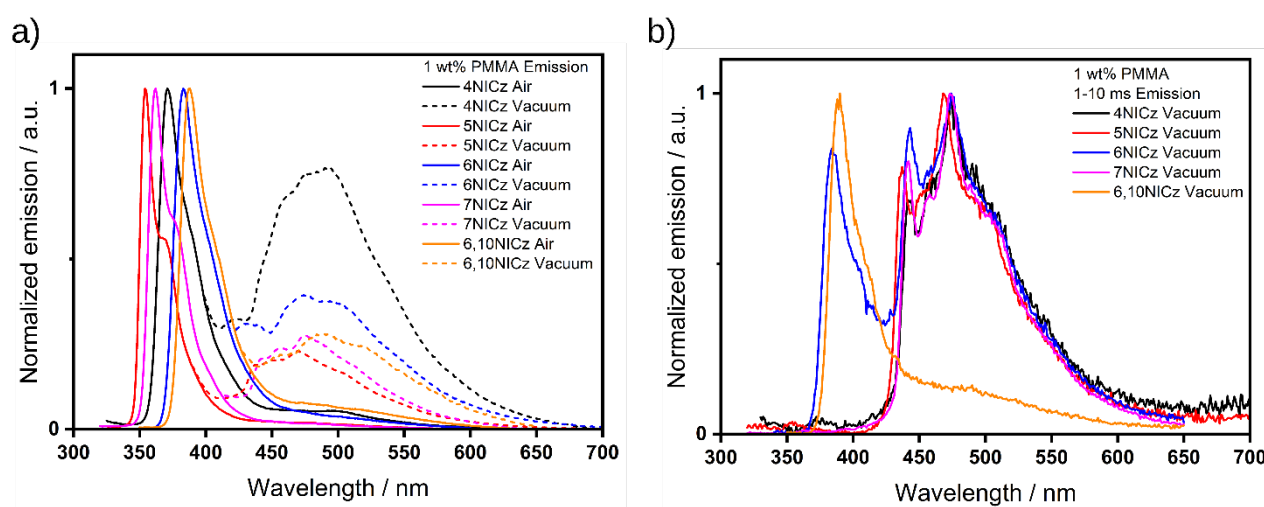 a)
1 wt% PMMA Emission
4NICz Air
4NICz Vacuum
5NICz Air
5NICz Vacuum
6NICz Air
6NICz Vacuum
7NICz Air
7NICz Vacuum
6,10NICz Air
6,10NICz Vacuum
Normalized emission / a.u.
1
0
300 350 400 450 500 550 600 650 700
Wavelength / nm
b)
1 wt% PMMA
1-10 ms Emission
4NICz Vacuum
5NICz Vacuum
6NICz Vacuum
7NICz Vacuum
6,10NICz Vacuum
Normalized emission / a.u.
1
0
300 350 400 450 500 550 600 650 700
Wavelength / nm